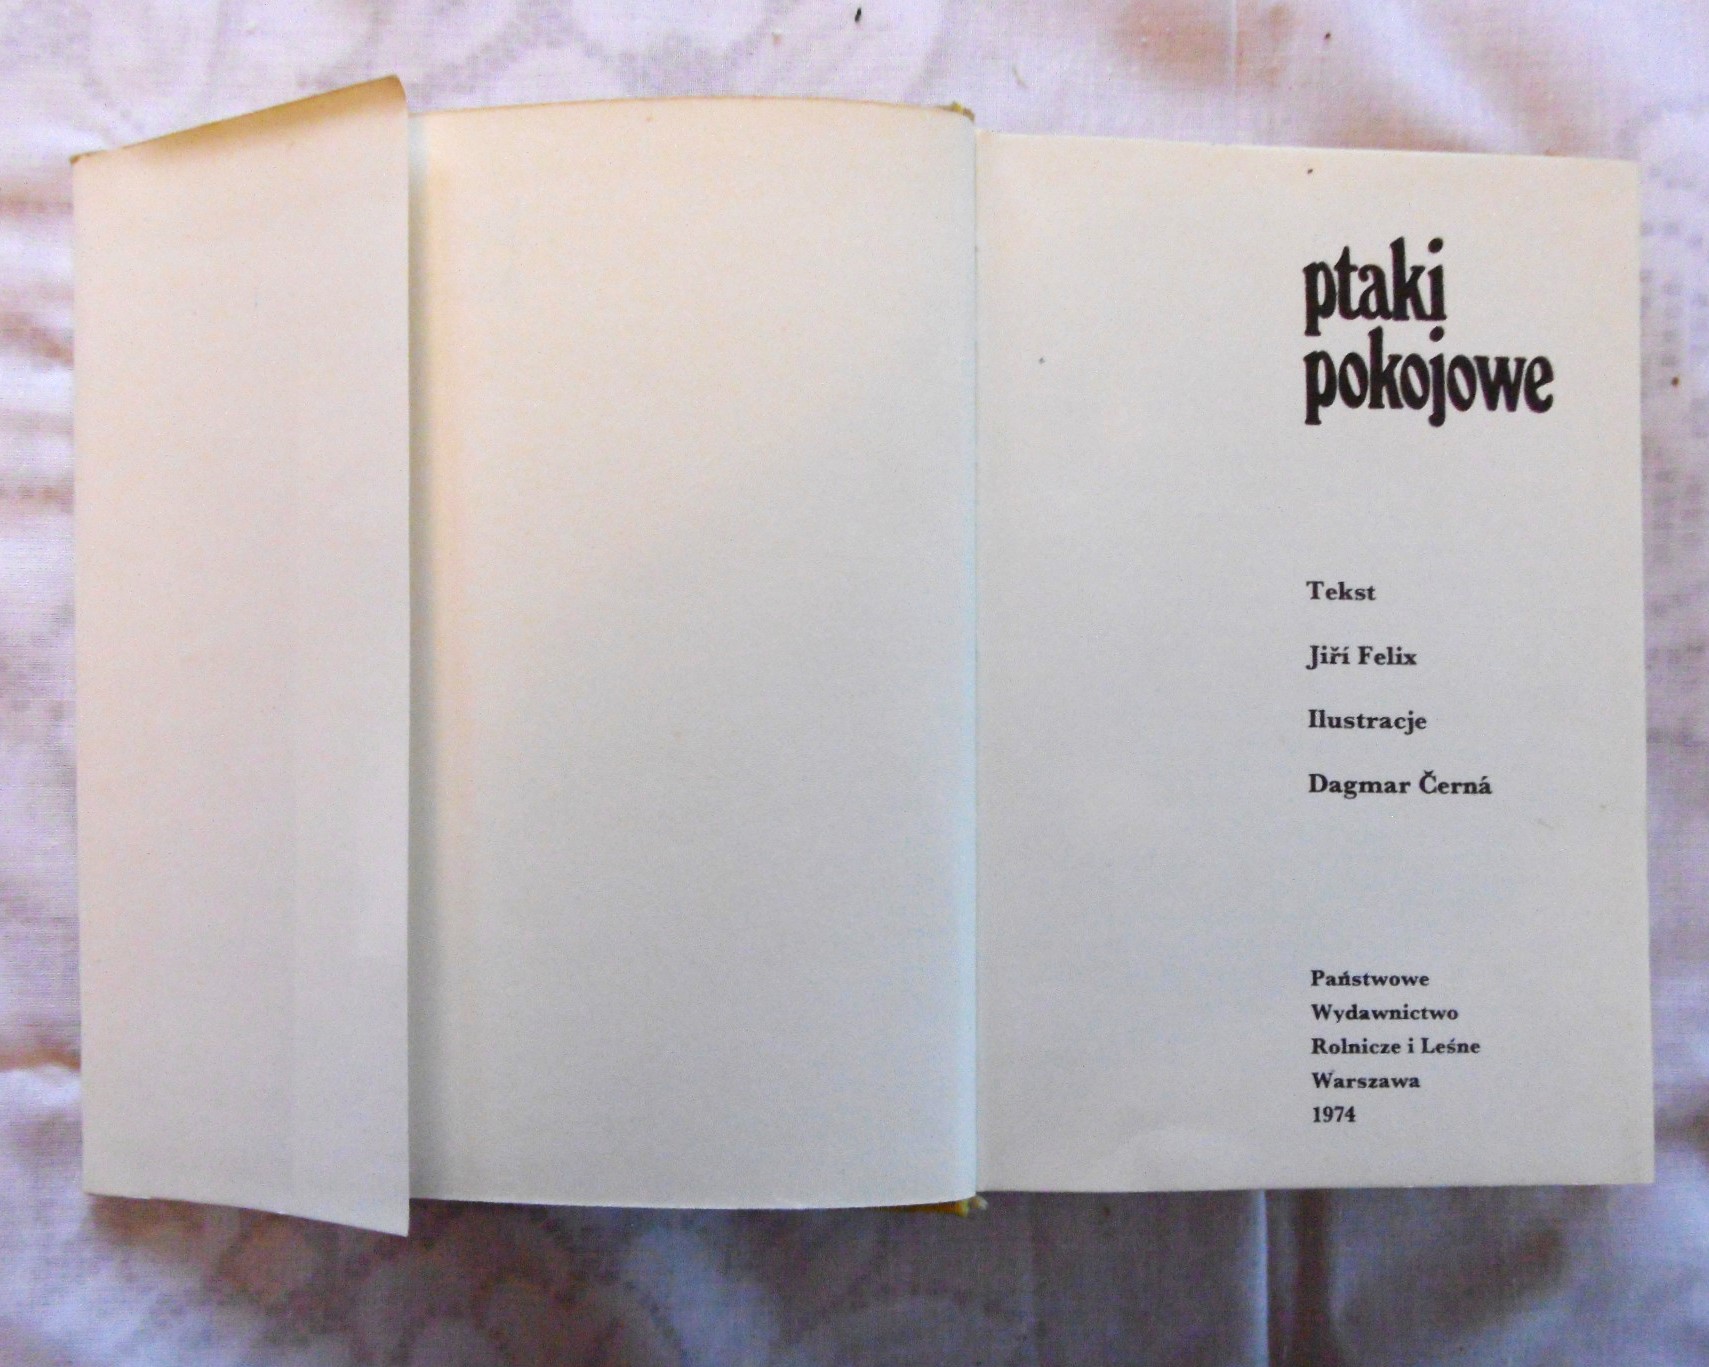 ptaki
pokojowe
Tekst
Jiří Felix
Ilustracje
Dagmar Černá
Państwowe
Wydawnictwo
Rolnicze i Leśne
Warszawa
1974